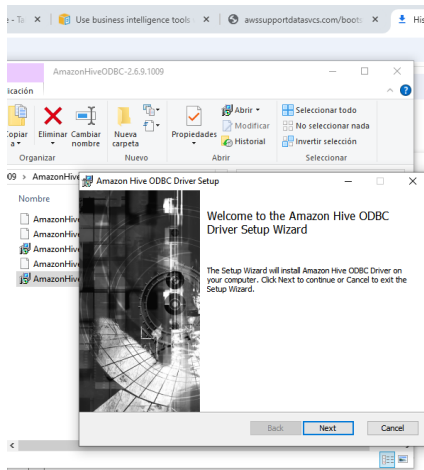 Use business intelligence tools
awssupportdatasvcs.com/boots
His
AmazonHiveODBC-2.6.9.1009
icación
Copiar a
Eliminar
Cambiar nombre
Nueva carpeta
Propiedades
Abrir
Modificar
Historial
Seleccionar todo
No seleccionar nada
Invertir selección
Organizar
Nuevo
Abrir
Seleccionar
09 > AmazonHive
Nombre
AmazonHive
AmazonHive
AmazonHive
AmazonHive
AmazonHive
Amazon Hive ODBC Driver Setup
Welcome to the Amazon Hive ODBC
Driver Setup Wizard
The Setup Wizard will install Amazon Hive ODBC Driver on
your computer. Click Next to continue or Cancel to exit the
Setup Wizard.
Back
Next
Cancel